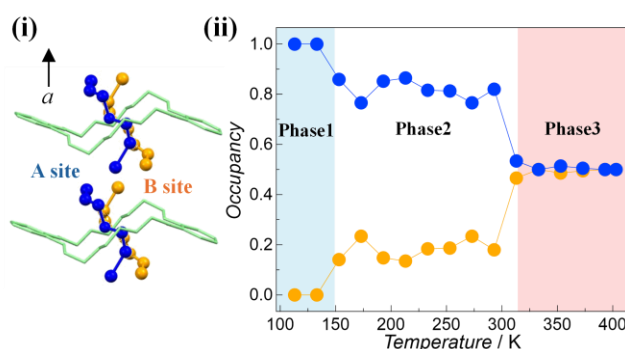 (i)
a
A site
B site
(ii)
Occupancy
1.0
0.8
0.6
0.4
0.2
0.0
Phase1
Phase2
Phase3
100 150 200 250 300 350 400
Temperature / K